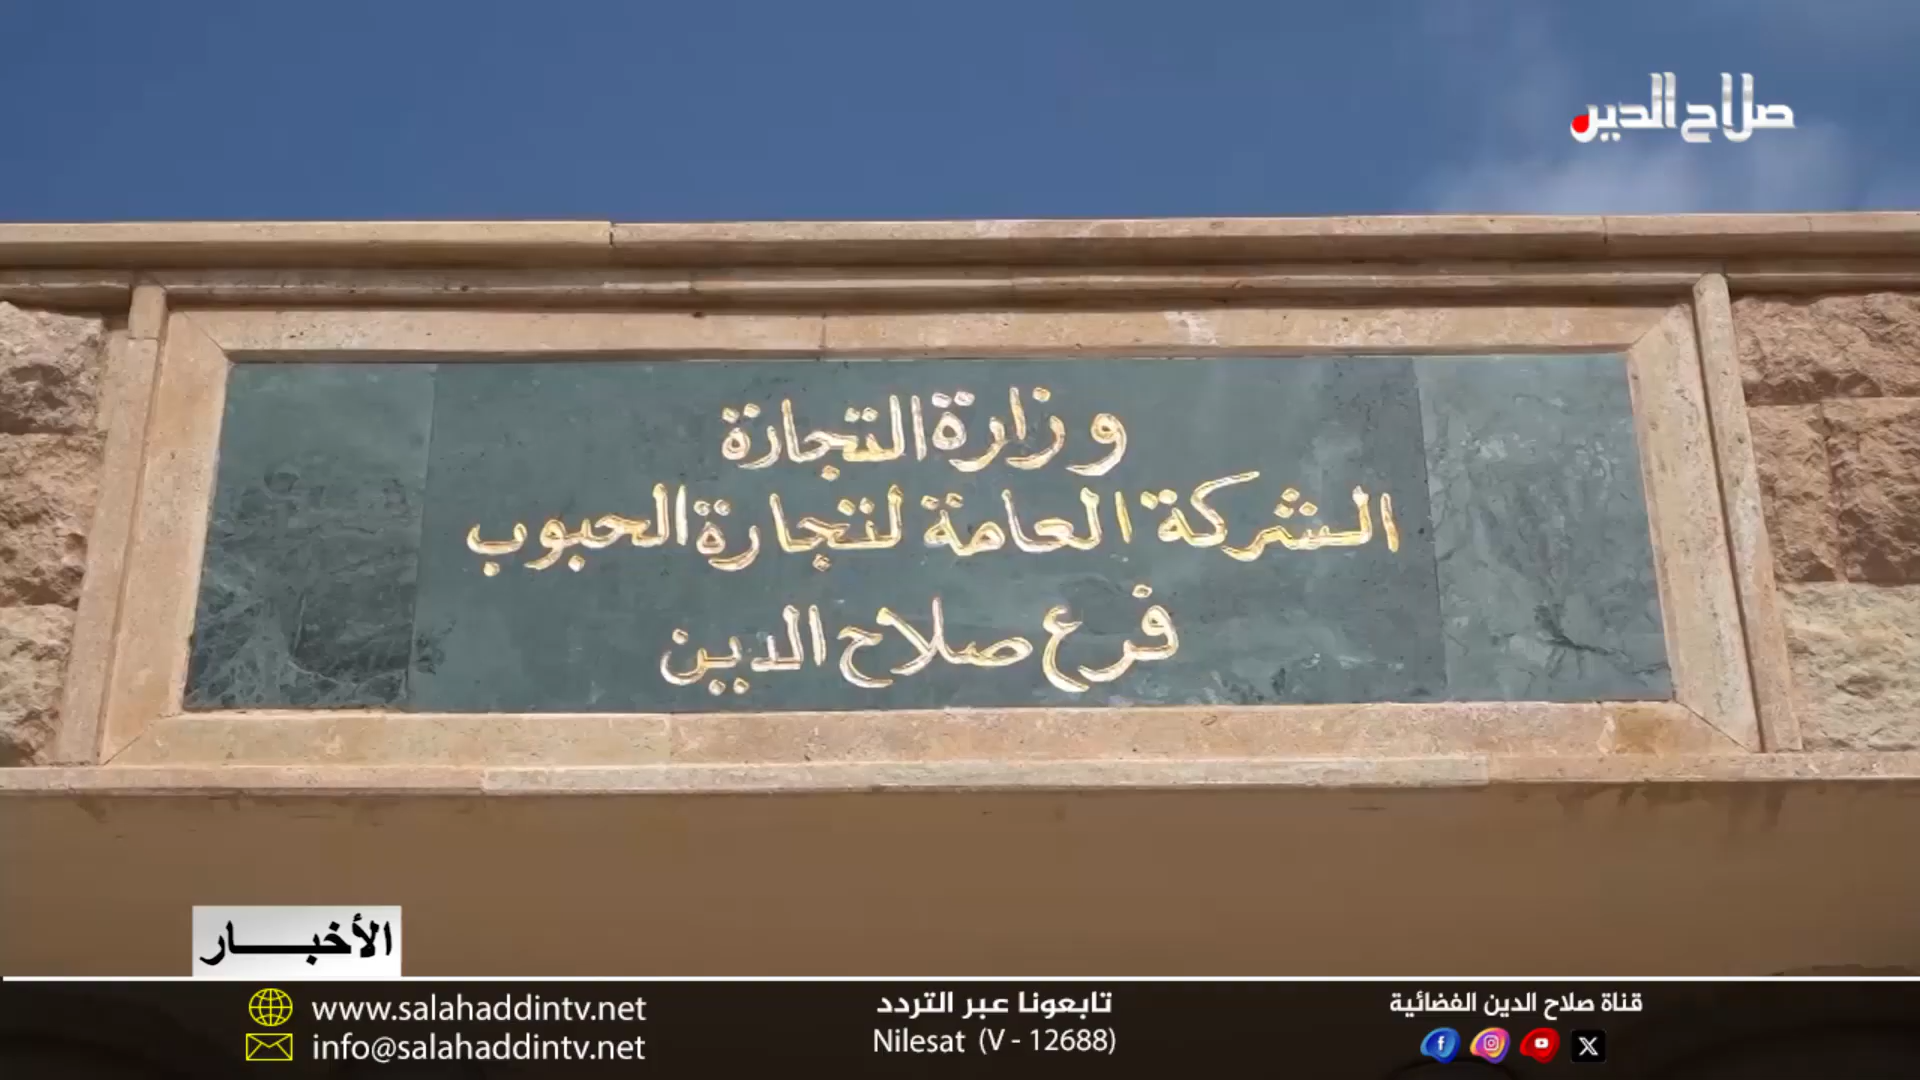 صلاح الدين
وزارة التجارة
الشركة العامة لتجارة الحبوب
فرع صلاح الدين
الأخبــــار
www.salahaddintv.net
info@salahaddintv.net
تابعونا عبر التردد
Nilesat (V - 12688)
قناة صلاح الدين الفضائية